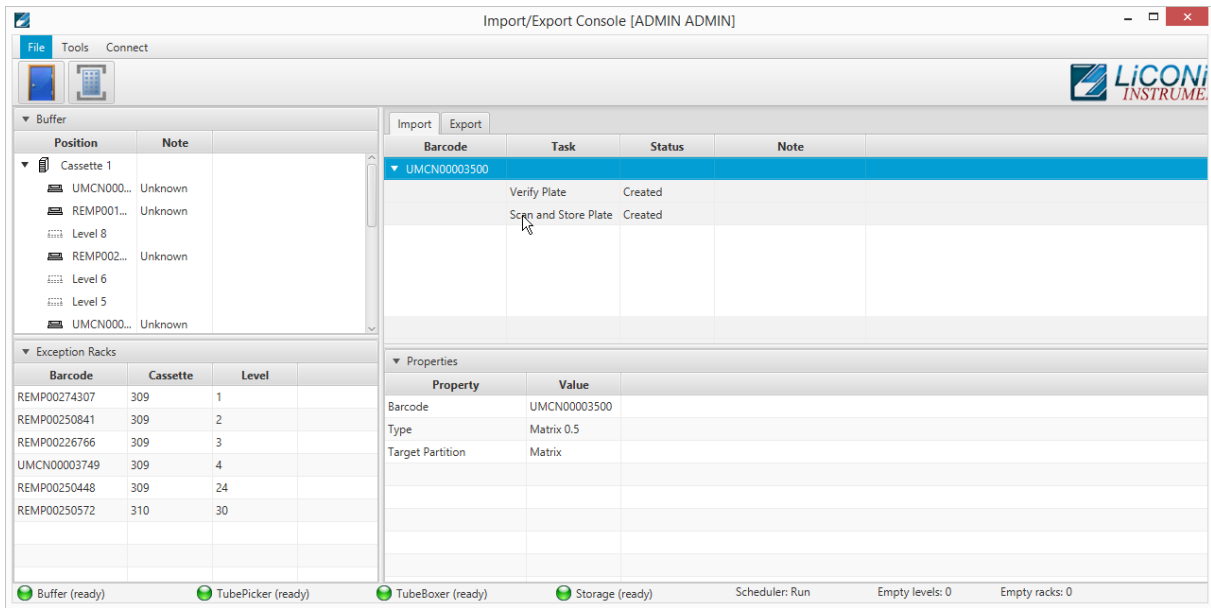 Import/Export Console [ADMIN ADMIN]
File Tools Connect
LiCONi
INSTRUME
Buffer
Position Note
Cassette 1
UMCN000... Unknown
REMP001... Unknown
Level 8
REMP002... Unknown
Level 6
Level 5
UMCN000... Unknown
Exception Racks
Barcode Cassette Level
REMP00274307 309 1
REMP00250841 309 2
REMP00226766 309 3
UMCN00003749 309 4
REMP00250448 309 24
REMP00250572 310 30
Import Export
Barcode Task Status Note
UMCN00003500
Verify Plate Created
Scan and Store Plate Created
Properties
Property Value
Barcode UMCN00003500
Type Matrix 0.5
Target Partition Matrix
Buffer (ready) TubePicker (ready) TubeBoxer (ready) Storage (ready) Scheduler: Run Empty levels: 0 Empty racks: 0